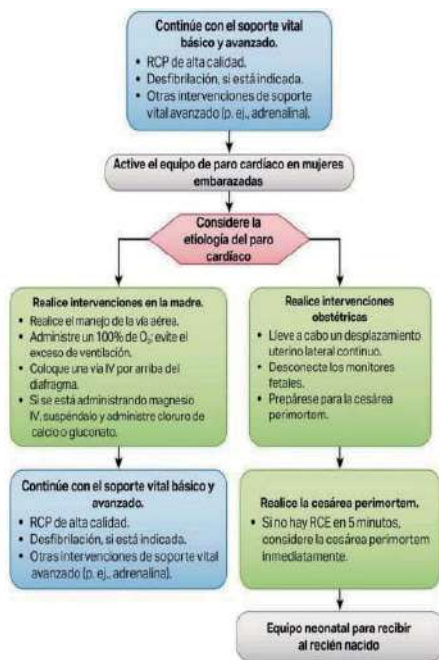 Continúe con el soporte vital
básico y avanzado.
• RCP de alta calidad.
• Desfibrilación, si está indicada.
• Otras intervenciones de soporte
vital avanzado (p. ej., adrenalina).
Active el equipo de paro cardíaco en mujeres
embarazadas
Considere la
etiología del paro
cardíaco
Realice intervenciones en la madre.
• Realice el manejo de la vía aérea.
• Administre un 100% de O₂; evite el
exceso de ventilación.
• Coloque una vía IV por arriba del
diafragma.
• Si se está administrando magnesio
IV, suspéndalo y administre cloruro de
calcio o gluconato.
Realice intervenciones
obstétricas
• Lleve a cabo un desplazamiento
uterino lateral continuo.
• Desconecte los monitores
fetales.
• Prepárese para la cesárea
perimortem.
Continúe con el soporte vital básico y
avanzado.
• RCP de alta calidad.
• Desfibrilación, si está indicada.
• Otras intervenciones de soporte vital
avanzado (p. ej., adrenalina).
Realice la cesárea perimortem.
• Si no hay RCE en 5 minutos,
considere la cesárea perimortem
inmediatamente.
Equipo neonatal para recibir
al recién nacido